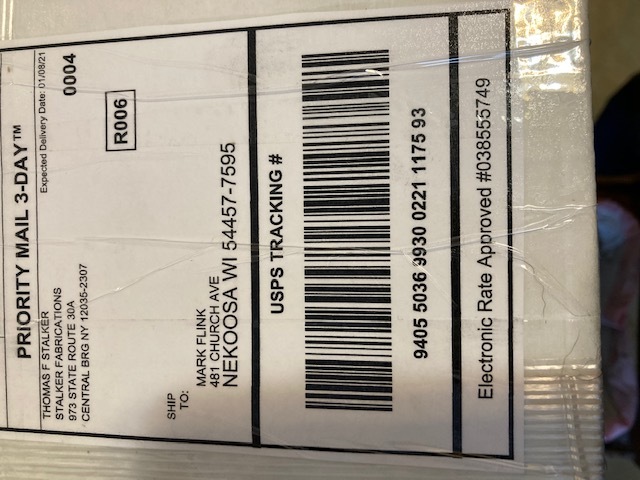 PRIORITY MAIL 3-DAY™
THOMAS F STALKER
STALKER FABRICATIONS
973 STATE ROUTE 30A
CENTRAL BRG NY 12035-2307
Expected Delivery Date: 01/08/21
0004
R006
SHIP
TO:
MARK FLINK
481 CHURCH AVE
NEKOOSA WI 54457-7595
USPS TRACKING #
9405 5036 9930 0221 1175 93
Electronic Rate Approved #038555749